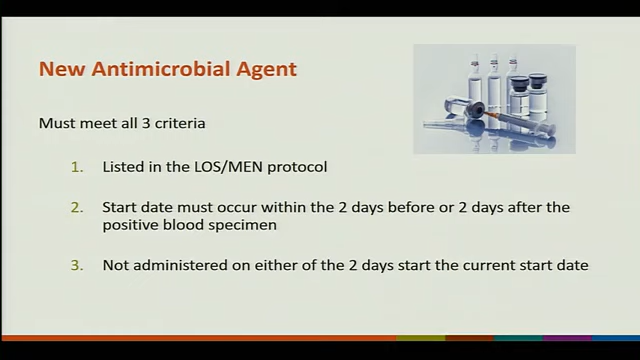 New Antimicrobial Agent
Must meet all 3 criteria
1. Listed in the LOS/MEN protocol
2. Start date must occur within the 2 days before or 2 days after the
positive blood specimen
3. Not administered on either of the 2 days start the current start date